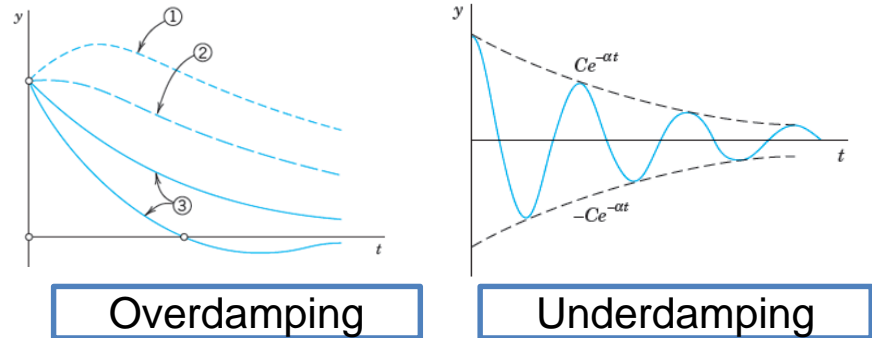 y
①
②
③
t
Overdamping
y
Ce^{-αt}
t
-Ce^{-αt}
Underdamping